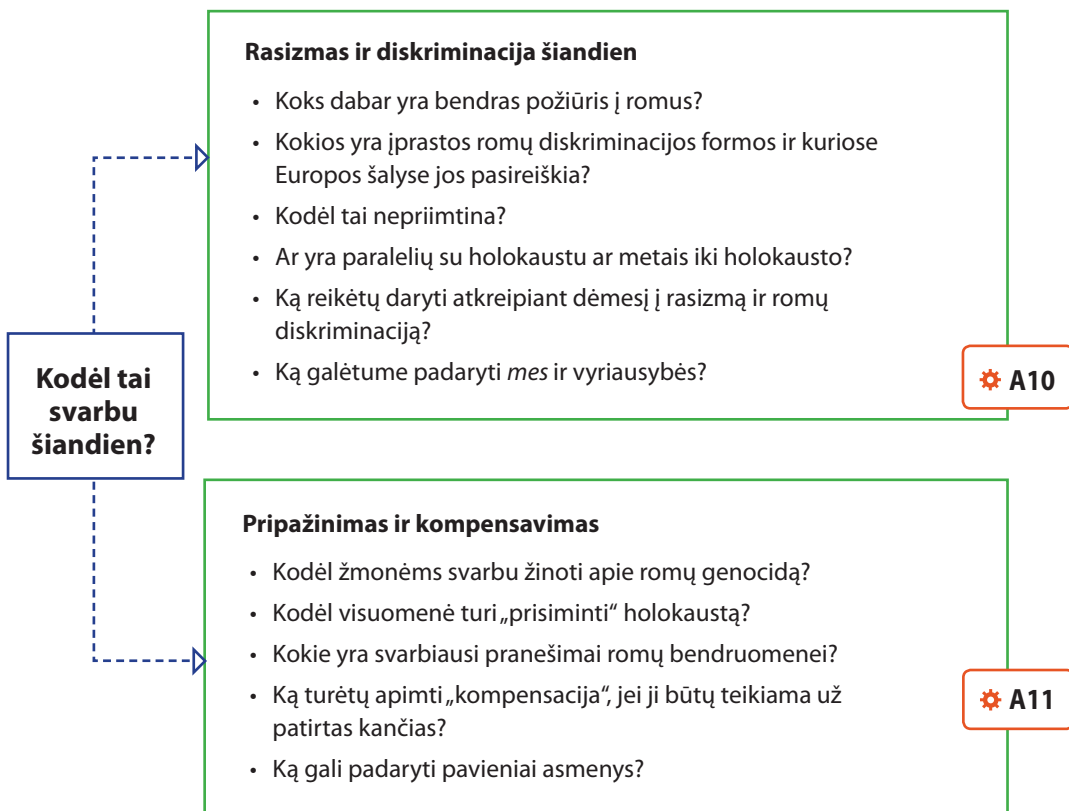 Rasizmas ir diskriminacija šiandien
• Koks dabar yra bendras požiūris į romus?
• Kokios yra įprastos romų diskriminacijos formos ir kuriose
Europos šalyse jos pasireiškia?
• Kodėl tai nepriimtina?
• Ar yra paralelių su holokaustu ar metais iki holokausto?
• Ką reikėtų daryti atkreipiant dėmesį į rasizmą ir romų
diskriminaciją?
• Ką galėtume padaryti mes ir vyriausybės?
A10
Kodėl tai
svarbu
šiandien?
Pripažinimas ir kompensavimas
• Kodėl žmonėms svarbu žinoti apie romų genocidą?
• Kodėl visuomenė turi „prisiminti“ holokaustą?
• Kokie yra svarbiausi pranešimai romų bendruomenei?
• Ką turėtų apimti „kompensacija“, jei ji būtų teikiama už
patirtas kančias?
• Ką gali padaryti pavieniai asmenys?
A11